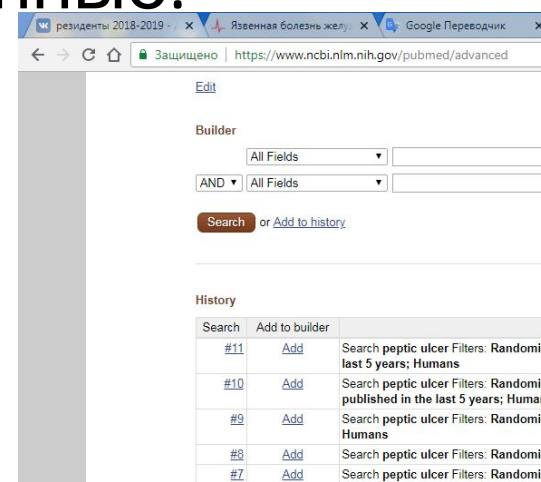 резиденты 2018-2019 - Язвенная болезнь желу, Google Переводчик
Защищено https://www.ncbi.nlm.nih.gov/pubmed/advanced
Edit
Builder
All Fields
AND All Fields
Search or Add to history
History
Search Add to builder
#11 Add Search peptic ulcer Filters: Randomi
last 5 years; Humans
#10 Add Search peptic ulcer Filters: Randomi
published in the last 5 years; Huma
#9 Add Search peptic ulcer Filters: Randomi
Humans
#8 Add Search peptic ulcer Filters: Randomi
#7 Add Search peptic ulcer Filters: Randomi